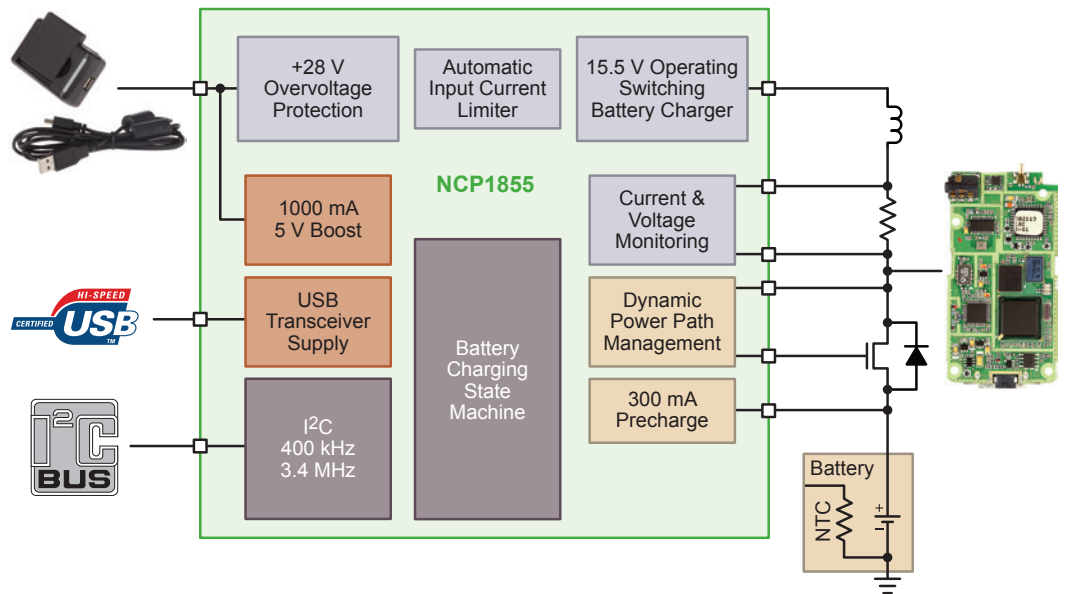 +28 V
Overvoltage
Protection
Automatic
Input Current
Limiter
15.5 V Operating
Switching
Battery Charger
NCP1855
1000 mA
5 V Boost
Current &
Voltage
Monitoring
HI-SPEED
CERTIFIED USB
TM
USB
Transceiver
Supply
Battery
Charging
State
Machine
Dynamic
Power Path
Management
300 mA
Precharge
I²C
BUS
I²C
400 kHz
3.4 MHz
Battery
NTC
+